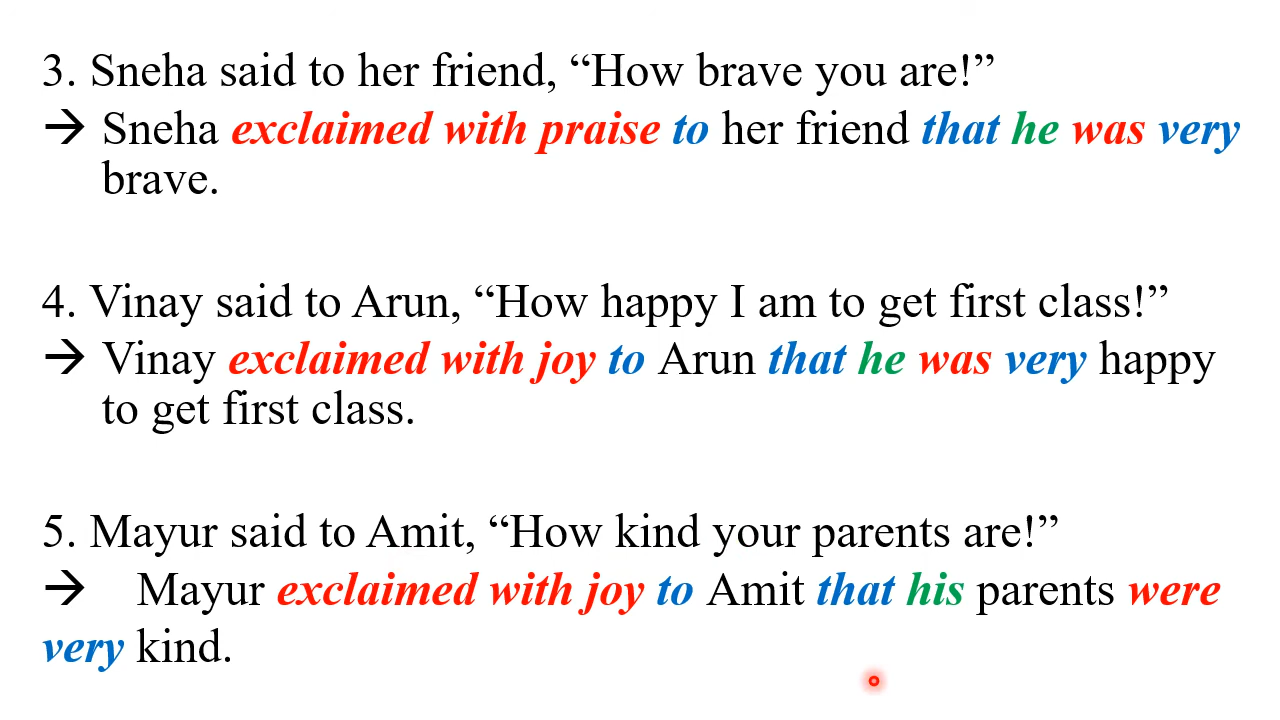 3. Sneha said to her friend, “How brave you are!”
→ Sneha exclaimed with praise to her friend that he was very
brave.
4. Vinay said to Arun, “How happy I am to get first class!”
→ Vinay exclaimed with joy to Arun that he was very happy
to get first class.
5. Mayur said to Amit, “How kind your parents are!”
→ Mayur exclaimed with joy to Amit that his parents were
very kind.